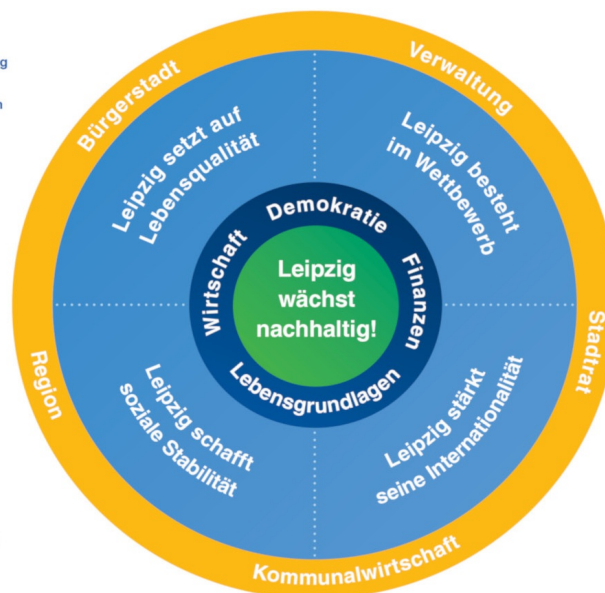 Bürgerstadt
Verwaltung
Leipzig setzt auf
Lebensqualität
Leipzig besteht
im Wettbewerb
Demokratie
Wirtschaft
Finanzen
Leipzig
wächst
nachhaltig!
Lebensgrundlagen
Region
Stadtrat
Leipzig schafft
soziale Stabilität
Leipzig stärkt
seine Internationalität
Kommunalwirtschaft